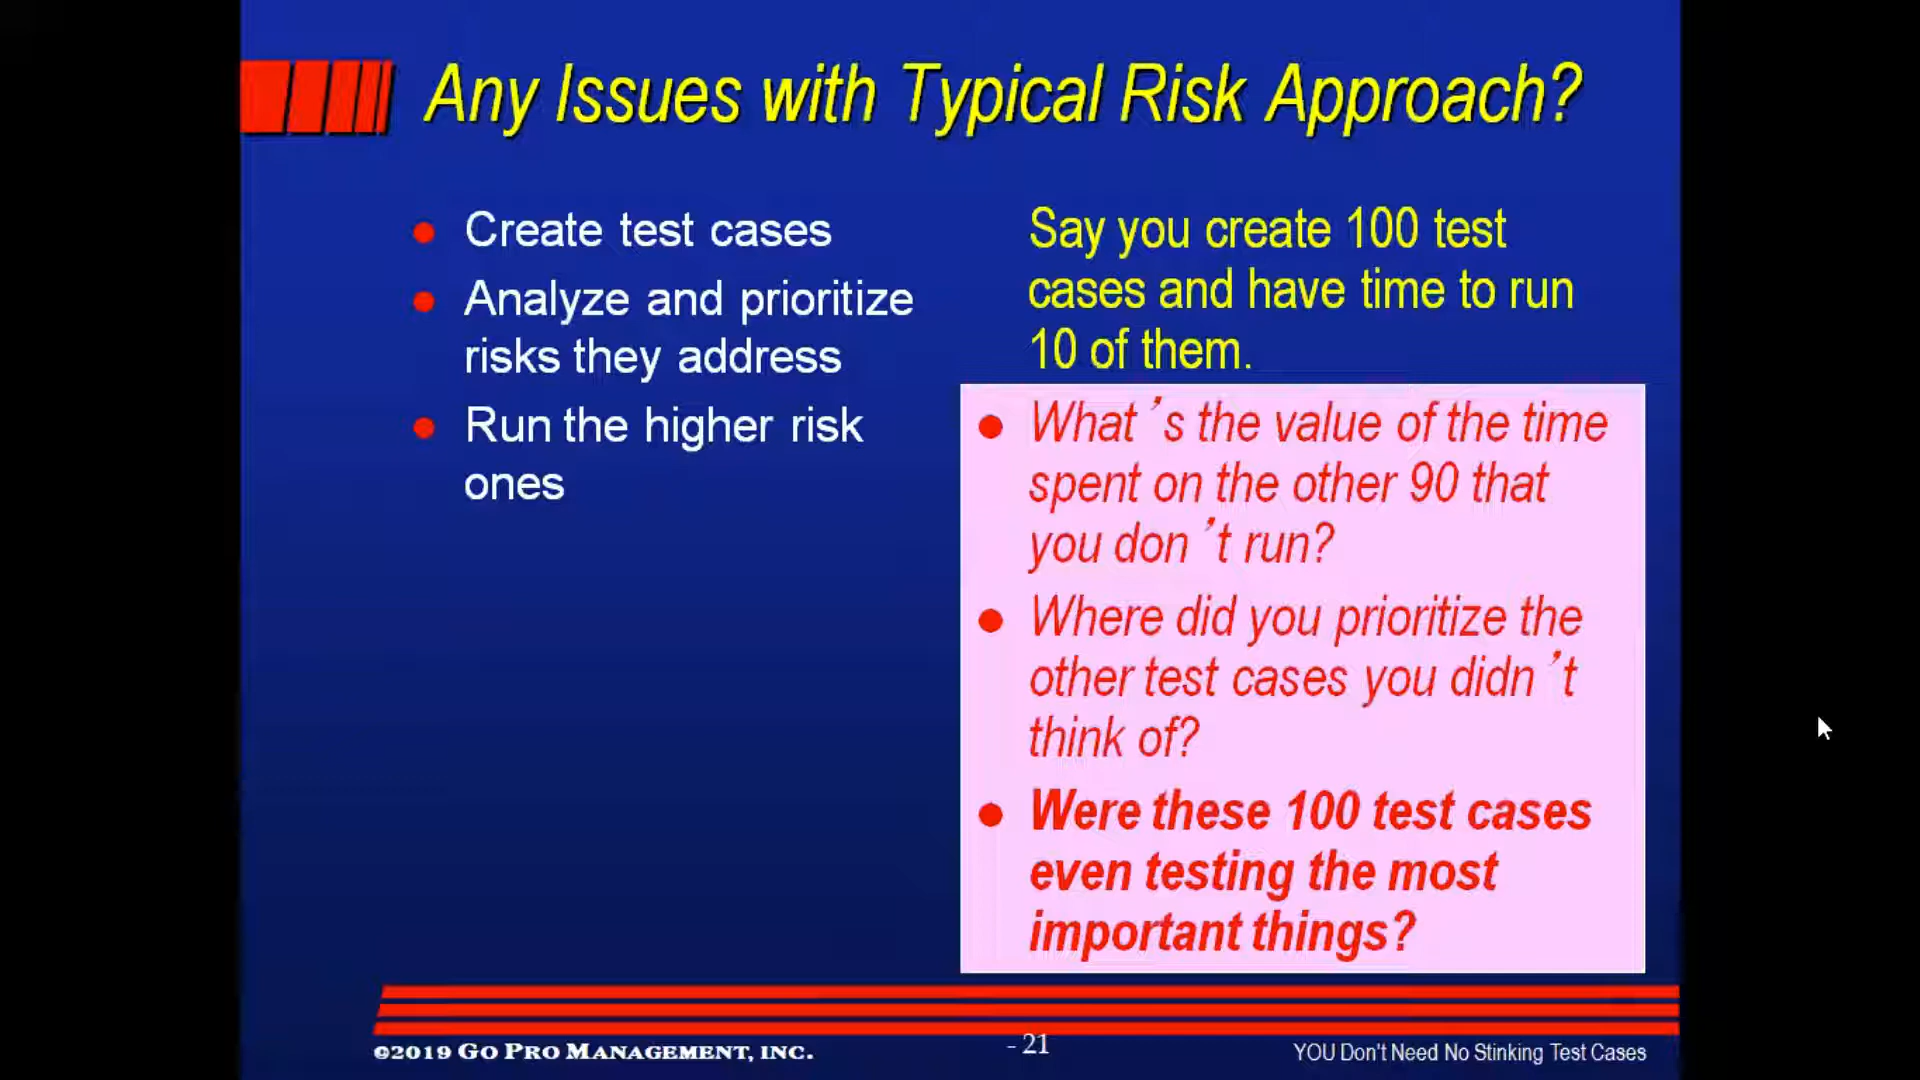 Any Issues with Typical Risk Approach?
Create test cases
Analyze and prioritize
risks they address
Run the higher risk
ones
Say you create 100 test
cases and have time to run
10 of them.
What's the value of the time
spent on the other 90 that
you don't run?
Where did you prioritize the
other test cases you didn't
think of?
Were these 100 test cases
even testing the most
important things?
©2019 GO PRO MANAGEMENT, INC.
- 21
YOU Don't Need No Stinking Test Cases